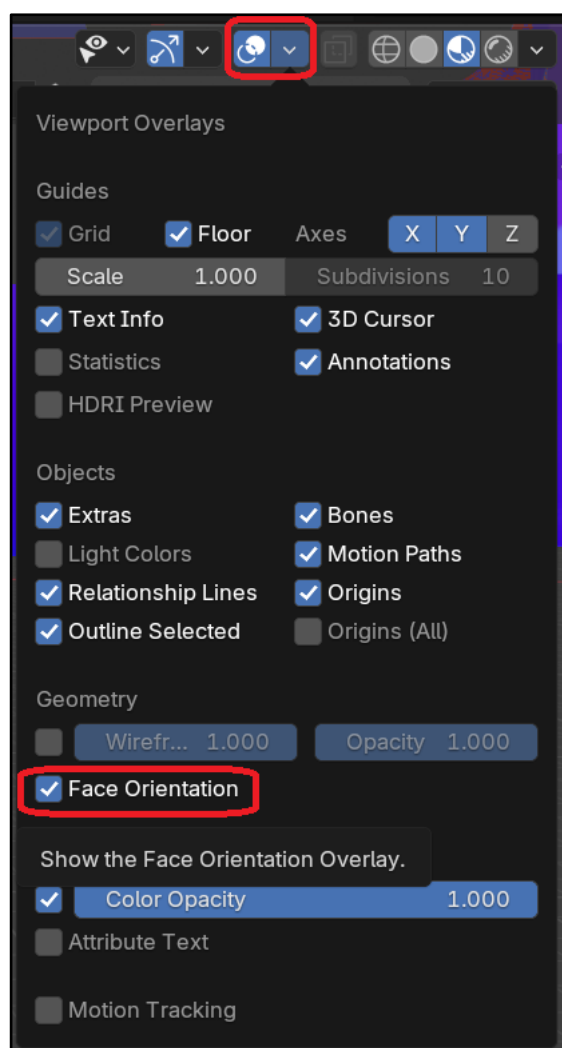 Viewport Overlays
Guides
Grid Floor Axes X Y Z
Scale 1.000 Subdivisions 10
Text Info 3D Cursor
Statistics Annotations
HDRI Preview
Objects
Extras Bones
Light Colors Motion Paths
Relationship Lines Origins
Outline Selected Origins (All)
Geometry
Wirefr... 1.000 Opacity 1.000
Face Orientation
Show the Face Orientation Overlay.
Color Opacity 1.000
Attribute Text
Motion Tracking